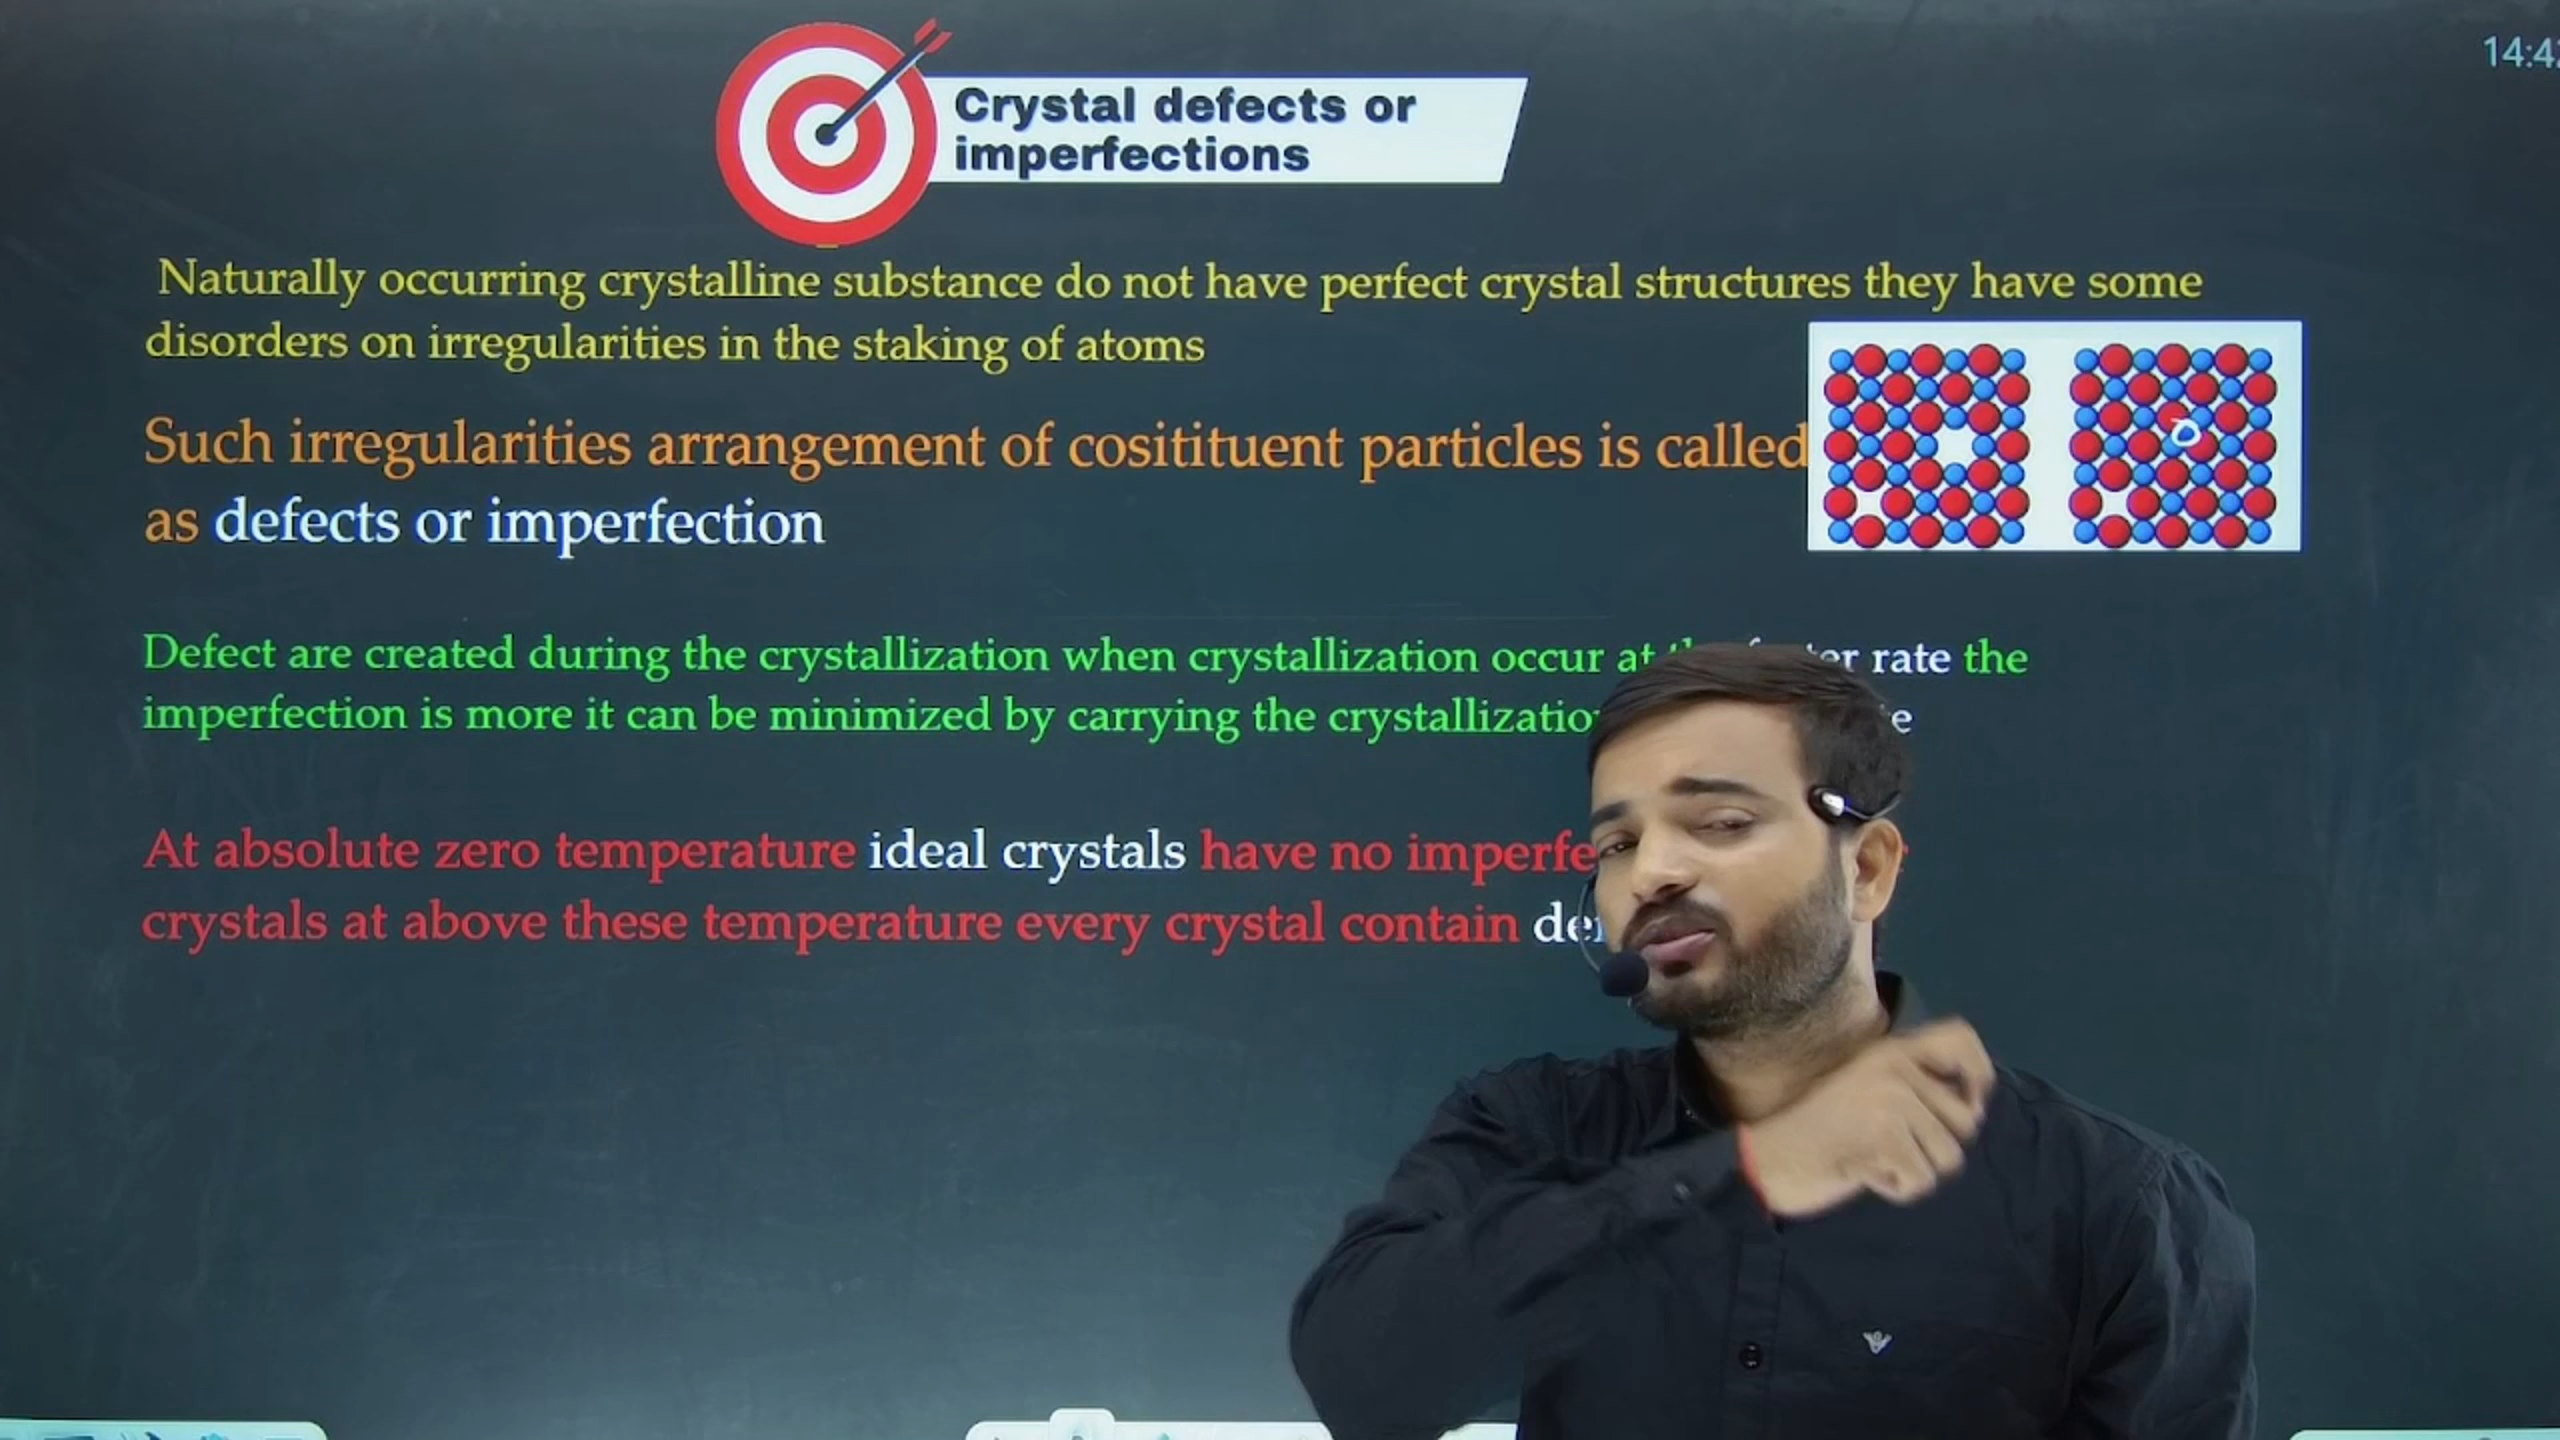 14:4
Crystal defects or
imperfections
Naturally occurring crystalline substance do not have perfect crystal structures they have some
disorders on irregularities in the staking of atoms
Such irregularities arrangement of cositituent particles is called
as defects or imperfection
Defect are created during the crystallization when crystallization occur at rate the
imperfection is more it can be minimized by carrying the
At absolute zero temperature ideal crystals have no
crystals at above these temperature every crystal contain